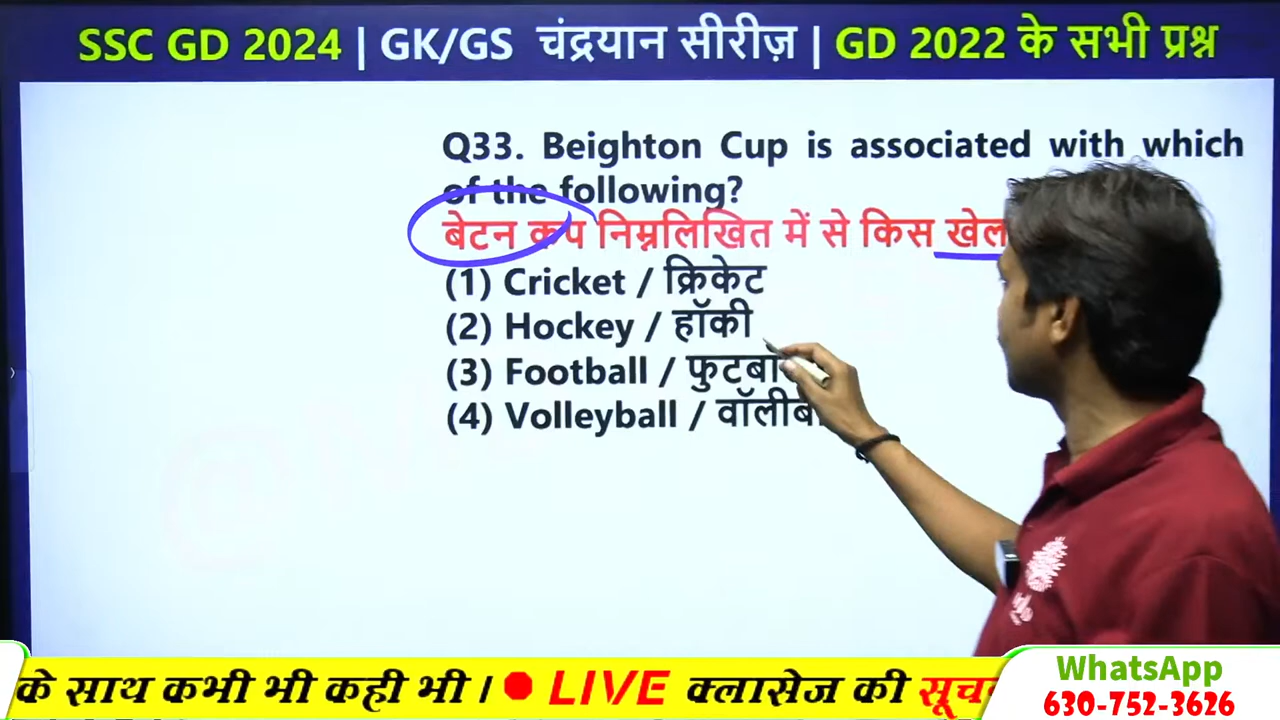 SSC GD 2024 | GK/GS चंद्रयान सीरीज़ | GD 2022 के सभी प्रश्न
Q33. Beighton Cup is associated with which
of the following?
बेटन कप निम्नलिखित में से किस खेल
(1) Cricket / क्रिकेट
(2) Hockey / हॉकी
(3) Football /
(4) Volleyball /
के साथ कभी भी कही भी । LIVE क्लासेज की
WhatsApp
630-752-3626